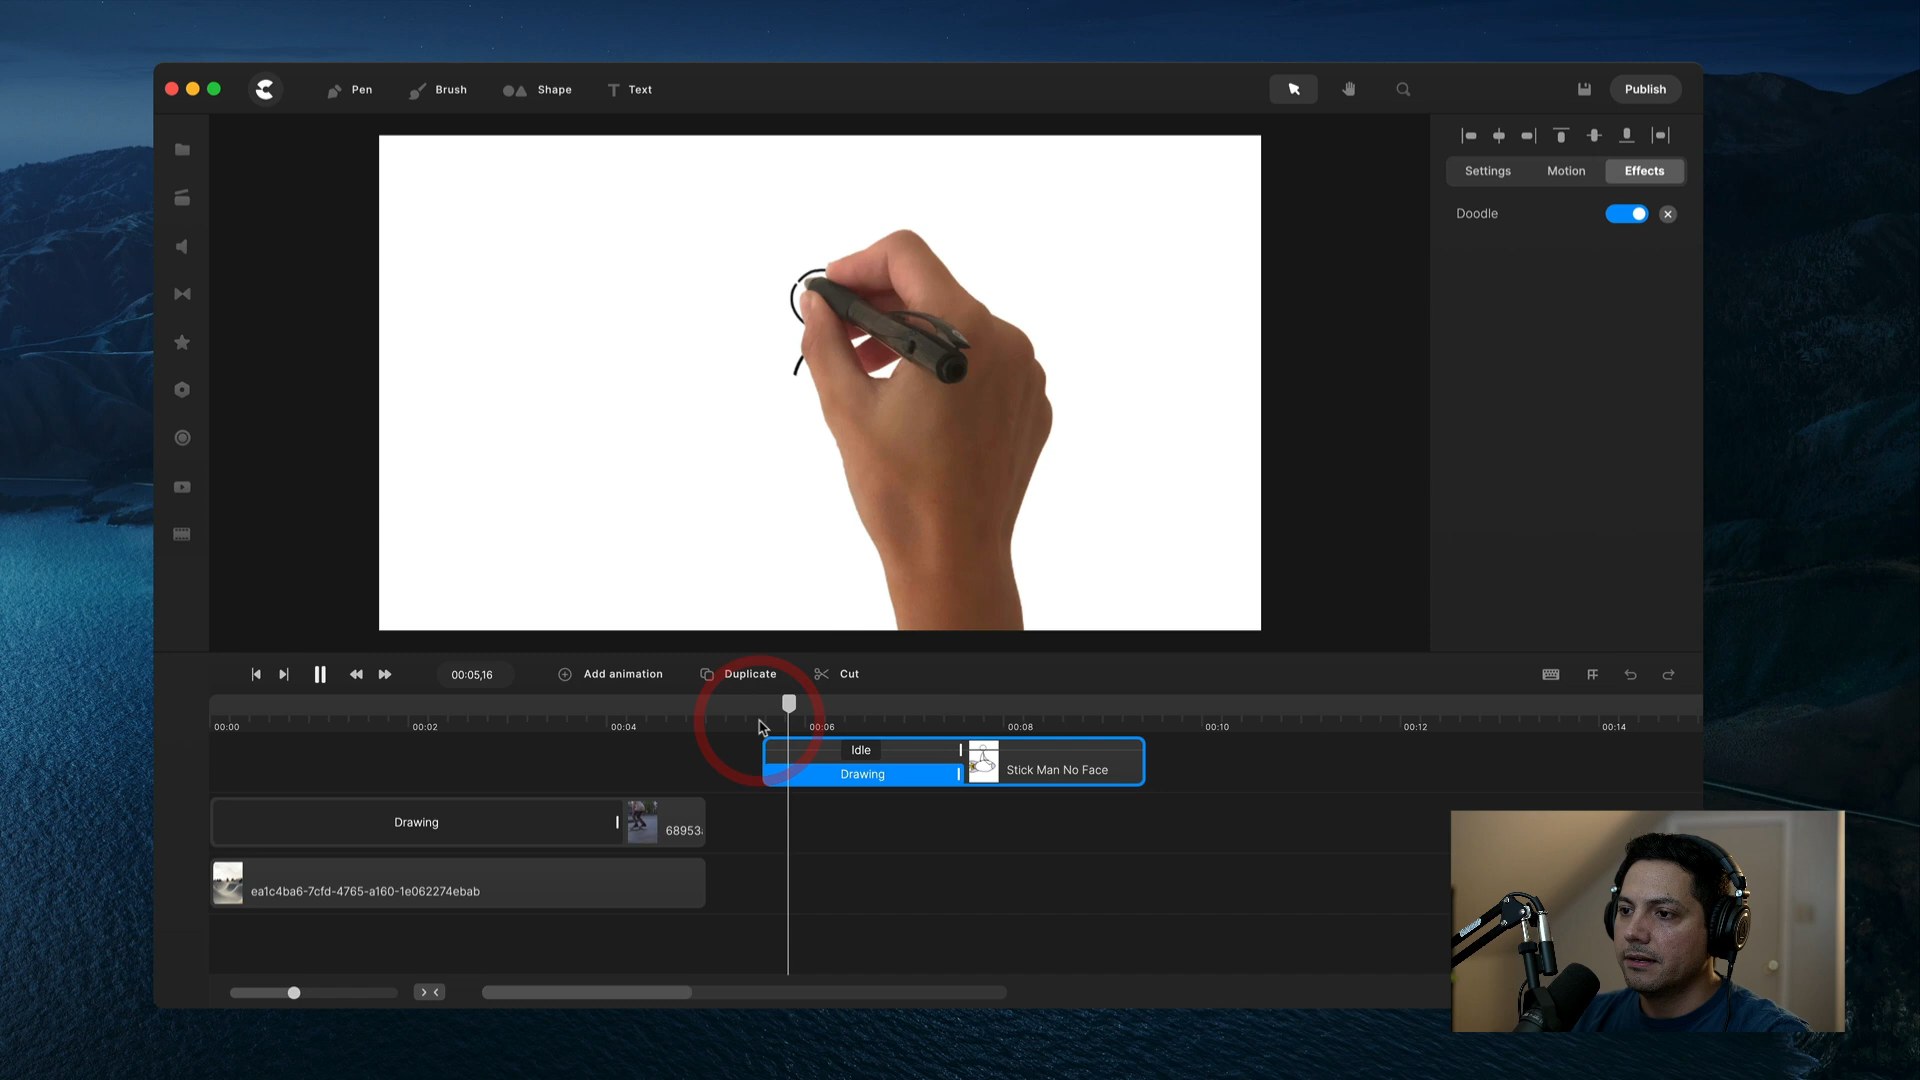 Pen
Brush
Shape
Text
Publish
Settings
Motion
Effects
Doodle
00:05,16
Add animation
Duplicate
Cut
00:00
00:02
00:04
00:06
00:08
00:10
00:12
00:14
Idle
Drawing
Stick Man No Face
Drawing
68953
ea1c4ba6-7cfd-4765-a160-1e062274ebab